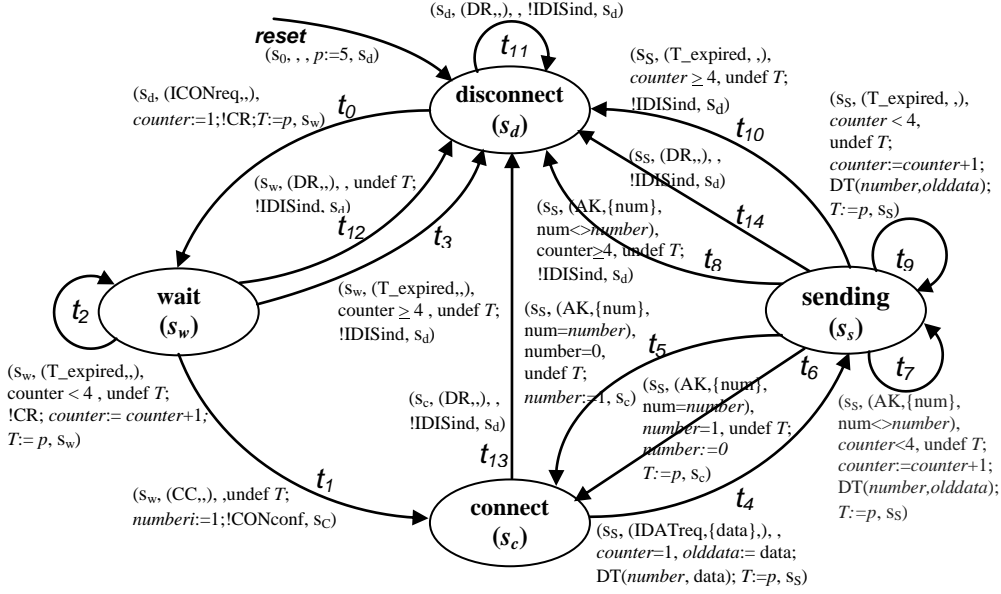 (s_d, (DR,,), , !IDISind, s_d)
reset
(s_0, , , p:=5, s_d)
t_11
(s_S, (T_expired, ,),
counter ≥ 4, undef T;
!IDISind, s_d)
(s_d, (ICONreq,,),
counter:=1;!CR;T:=p, s_w)
t_0
disconnect
(s_d)
t_10
(s_S, (T_expired, ,),
counter < 4,
undef T;
counter:=counter+1;
DT(number,olddata);
T:=p, s_S)
(s_w, (DR,,), , undef T;
!IDISind, s_d)
t_12
t_3
(s_S, (DR,,), ,
!IDISind, s_d)
t_14
(s_S, (AK,{num},
num<>number),
counter≥4, undef T;
!IDISind, s_d)
t_8
t_9
t_2
wait
(s_w)
sending
(s_s)
(s_w, (T_expired,,),
counter ≥ 4 , undef T;
!IDISind, s_d)
(s_S, (AK,{num},
num=number),
number=0,
undef T;
number:=1, s_c)
t_5
t_6
t_7
(s_w, (T_expired,,),
counter < 4 , undef T;
!CR; counter:= counter+1;
T:= p, s_w)
(s_c, (DR,,), ,
!IDISind, s_d)
t_13
(s_S, (AK,{num},
num=number),
number=1, undef T;
number:=0
T:=p, s_c)
(s_S, (AK,{num},
num<>number),
counter<4, undef T;
counter:=counter+1;
DT(number,olddata);
T:=p, s_S)
t_1
(s_w, (CC,,), ,undef T;
numberi:=1;!CONconf, s_C)
connect
(s_c)
t_4
(s_S, (IDATreq,{data},), ,
counter=1, olddata:= data;
DT(number, data); T:=p, s_S)